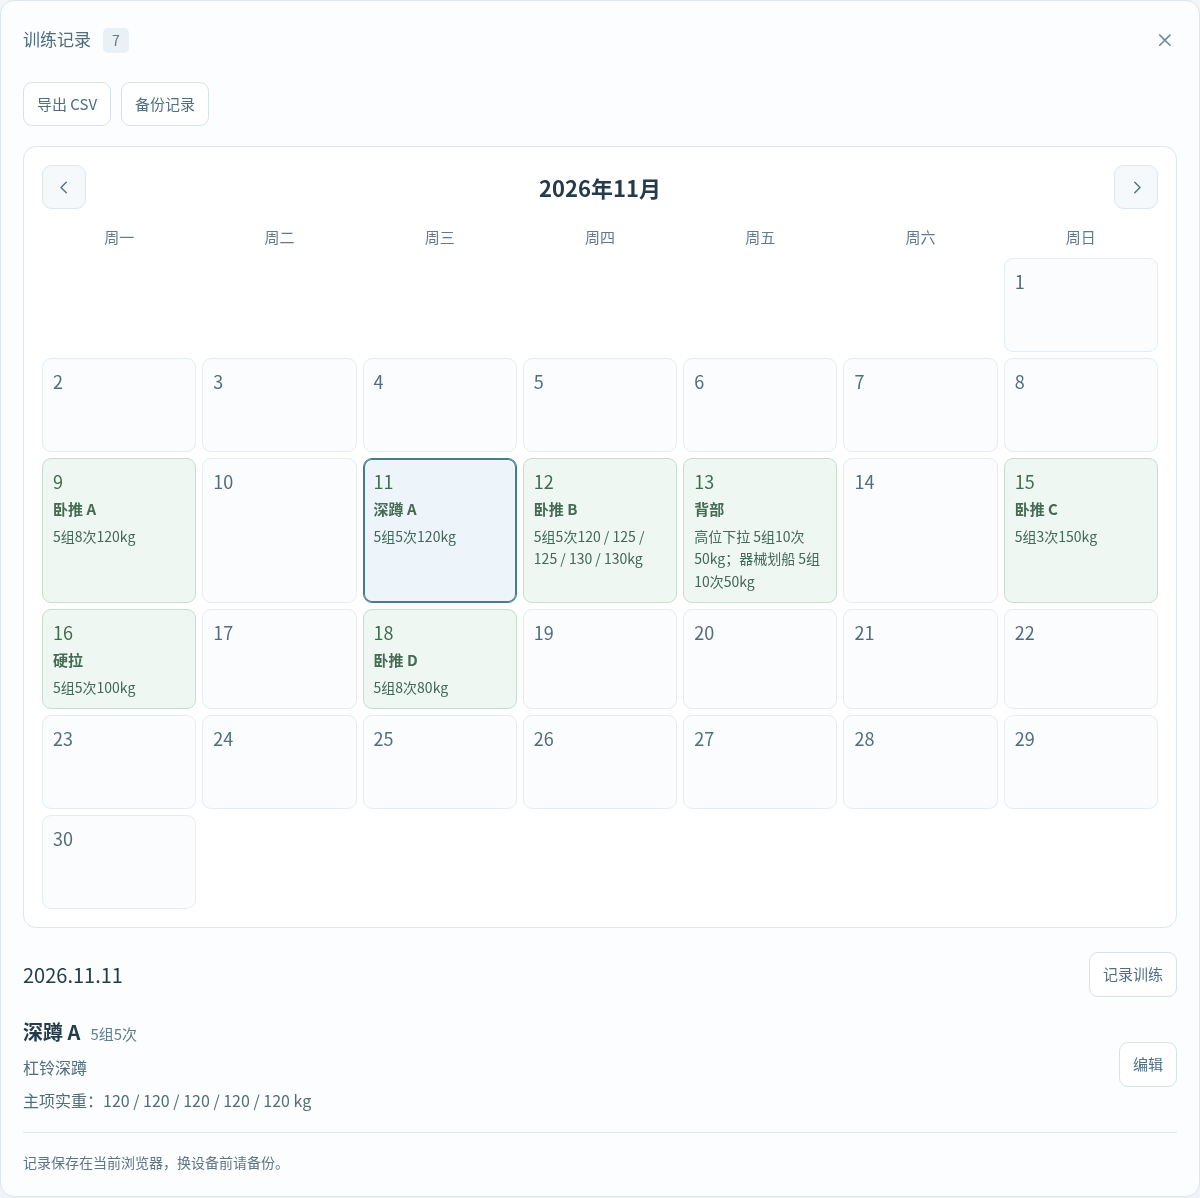 训练记录 7
导出 CSV 备份记录
2026年11月
周一 周二 周三 周四 周五 周六 周日
1
2 3 4 5 6 7 8
9
卧推 A
5组8次120kg
10
11
深蹲 A
5组5次120kg
12
卧推 B
5组5次120 / 125 /
125 / 130 / 130kg
13
背部
高位下拉 5组10次
50kg；器械划船 5组
10次50kg
14
15
卧推 C
5组3次150kg
16
硬拉
5组5次100kg
17
18
卧推 D
5组8次80kg
19 20 21 22
23 24 25 26 27 28 29
30
2026.11.11
记录训练
深蹲 A 5组5次
杠铃深蹲
编辑
主项实重：120 / 120 / 120 / 120 / 120 kg
记录保存在当前浏览器，换设备前请备份。